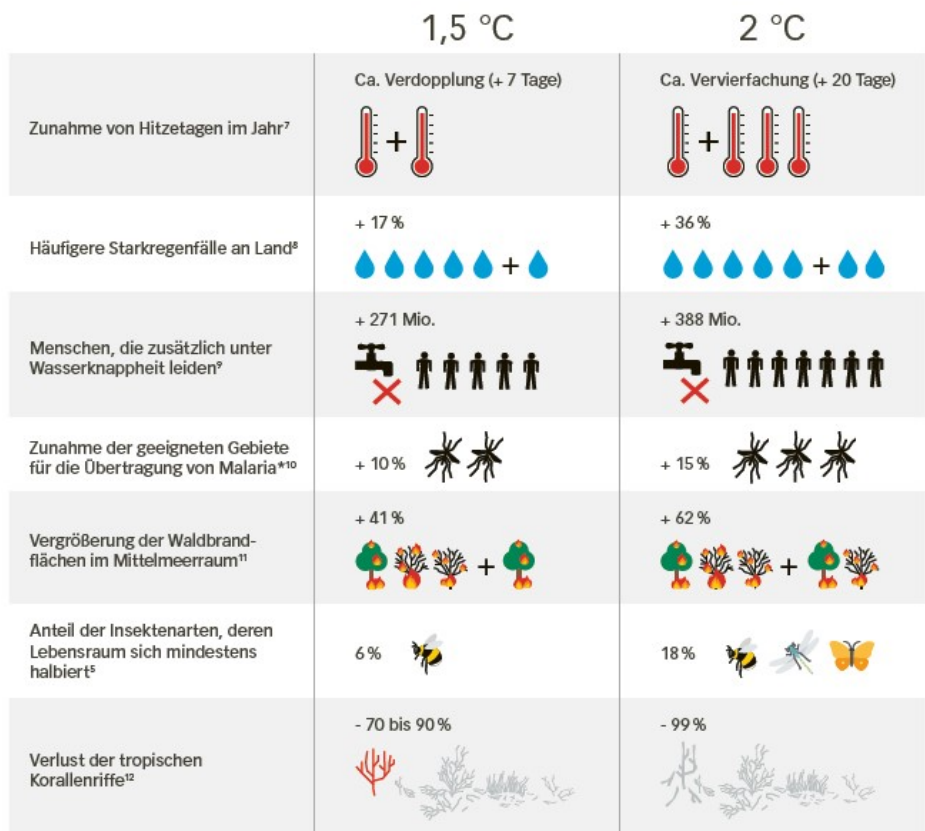 1,5 °C
2 °C
Zunahme von Hitzetagen im Jahr⁷
Ca. Verdopplung (+ 7 Tage)
Ca. Vervierfachung (+ 20 Tage)
+
+
Häufigere Starkregenfälle an Land⁸
+ 17 %
+ 36 %
+
+
Menschen, die zusätzlich unter
Wasserknappheit leiden⁹
+ 271 Mio.
+ 388 Mio.
Zunahme der geeigneten Gebiete
für die Übertragung von Malaria*¹⁰
+ 10 %
+ 15 %
Vergrößerung der Waldbrand-
flächen im Mittelmeerraum¹¹
+ 41 %
+ 62 %
+
+
Anteil der Insektenarten, deren
Lebensraum sich mindestens
halbiert⁵
6 %
18 %
Verlust der tropischen
Korallenriffe¹²
- 70 bis 90 %
- 99 %